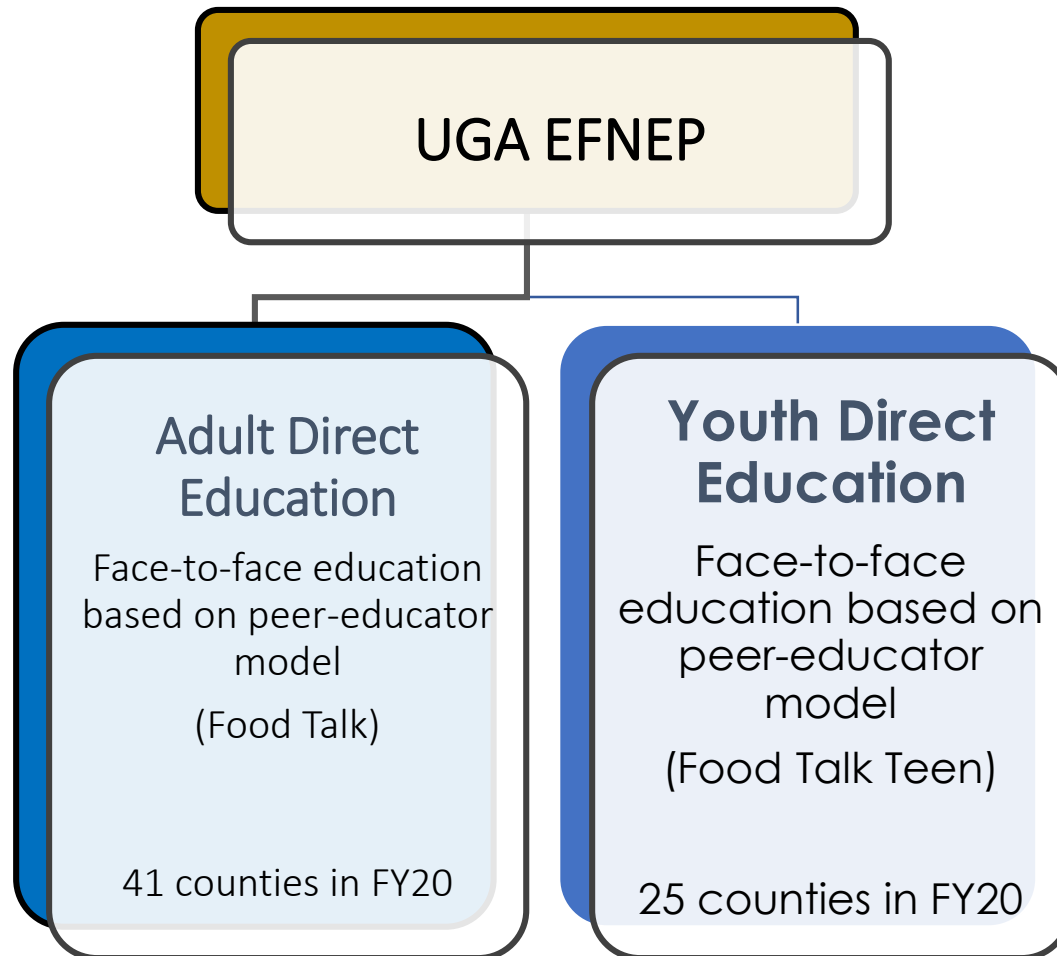 UGA EFNEP
Adult Direct
Education
Face-to-face education
based on peer-educator
model
(Food Talk)
41 counties in FY20
Youth Direct
Education
Face-to-face
education based on
peer-educator
model
(Food Talk Teen)
25 counties in FY20